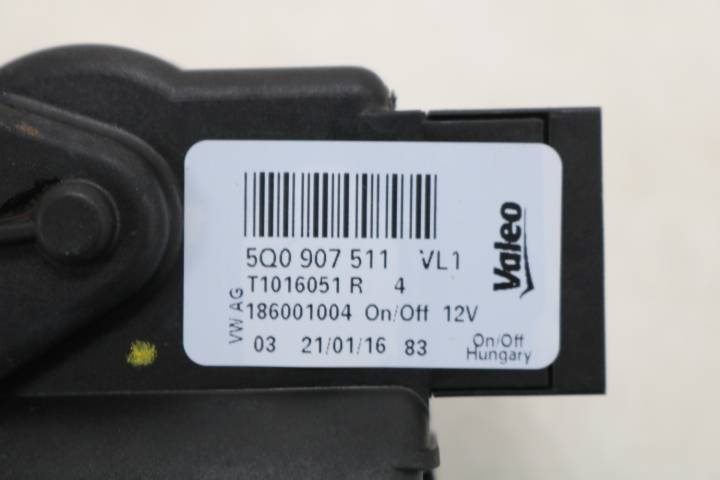 5Q0 907 511 VL1
T1016051 R 4
186001004 On/Off 12V
03 21/01/16 83
VW AG
Valeo
On/Off
Hungary